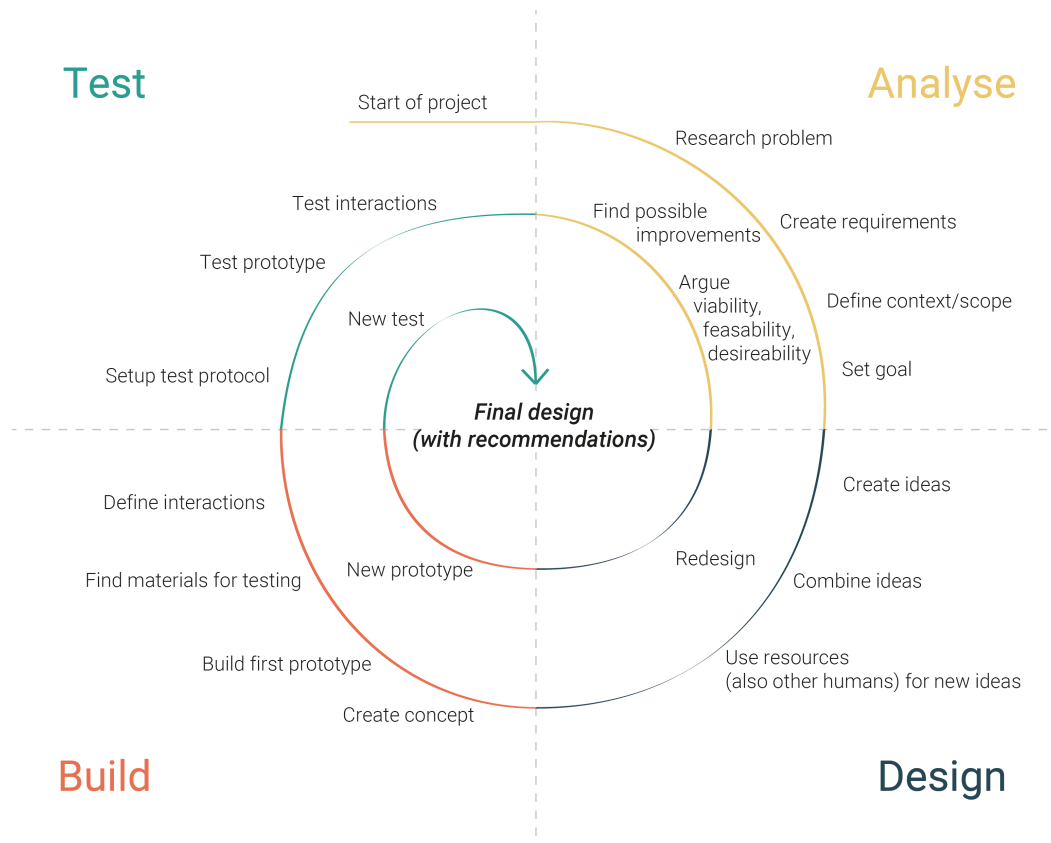 Test
Analyse
Start of project
Research problem
Test interactions
Find possible
improvements
Create requirements
Test prototype
Argue
viability,
feasability,
desireability
Define context/scope
New test
Setup test protocol
Set goal
Final design
(with recommendations)
Create ideas
Define interactions
Redesign
New prototype
Find materials for testing
Combine ideas
Build first prototype
Use resources
(also other humans) for new ideas
Create concept
Build
Design